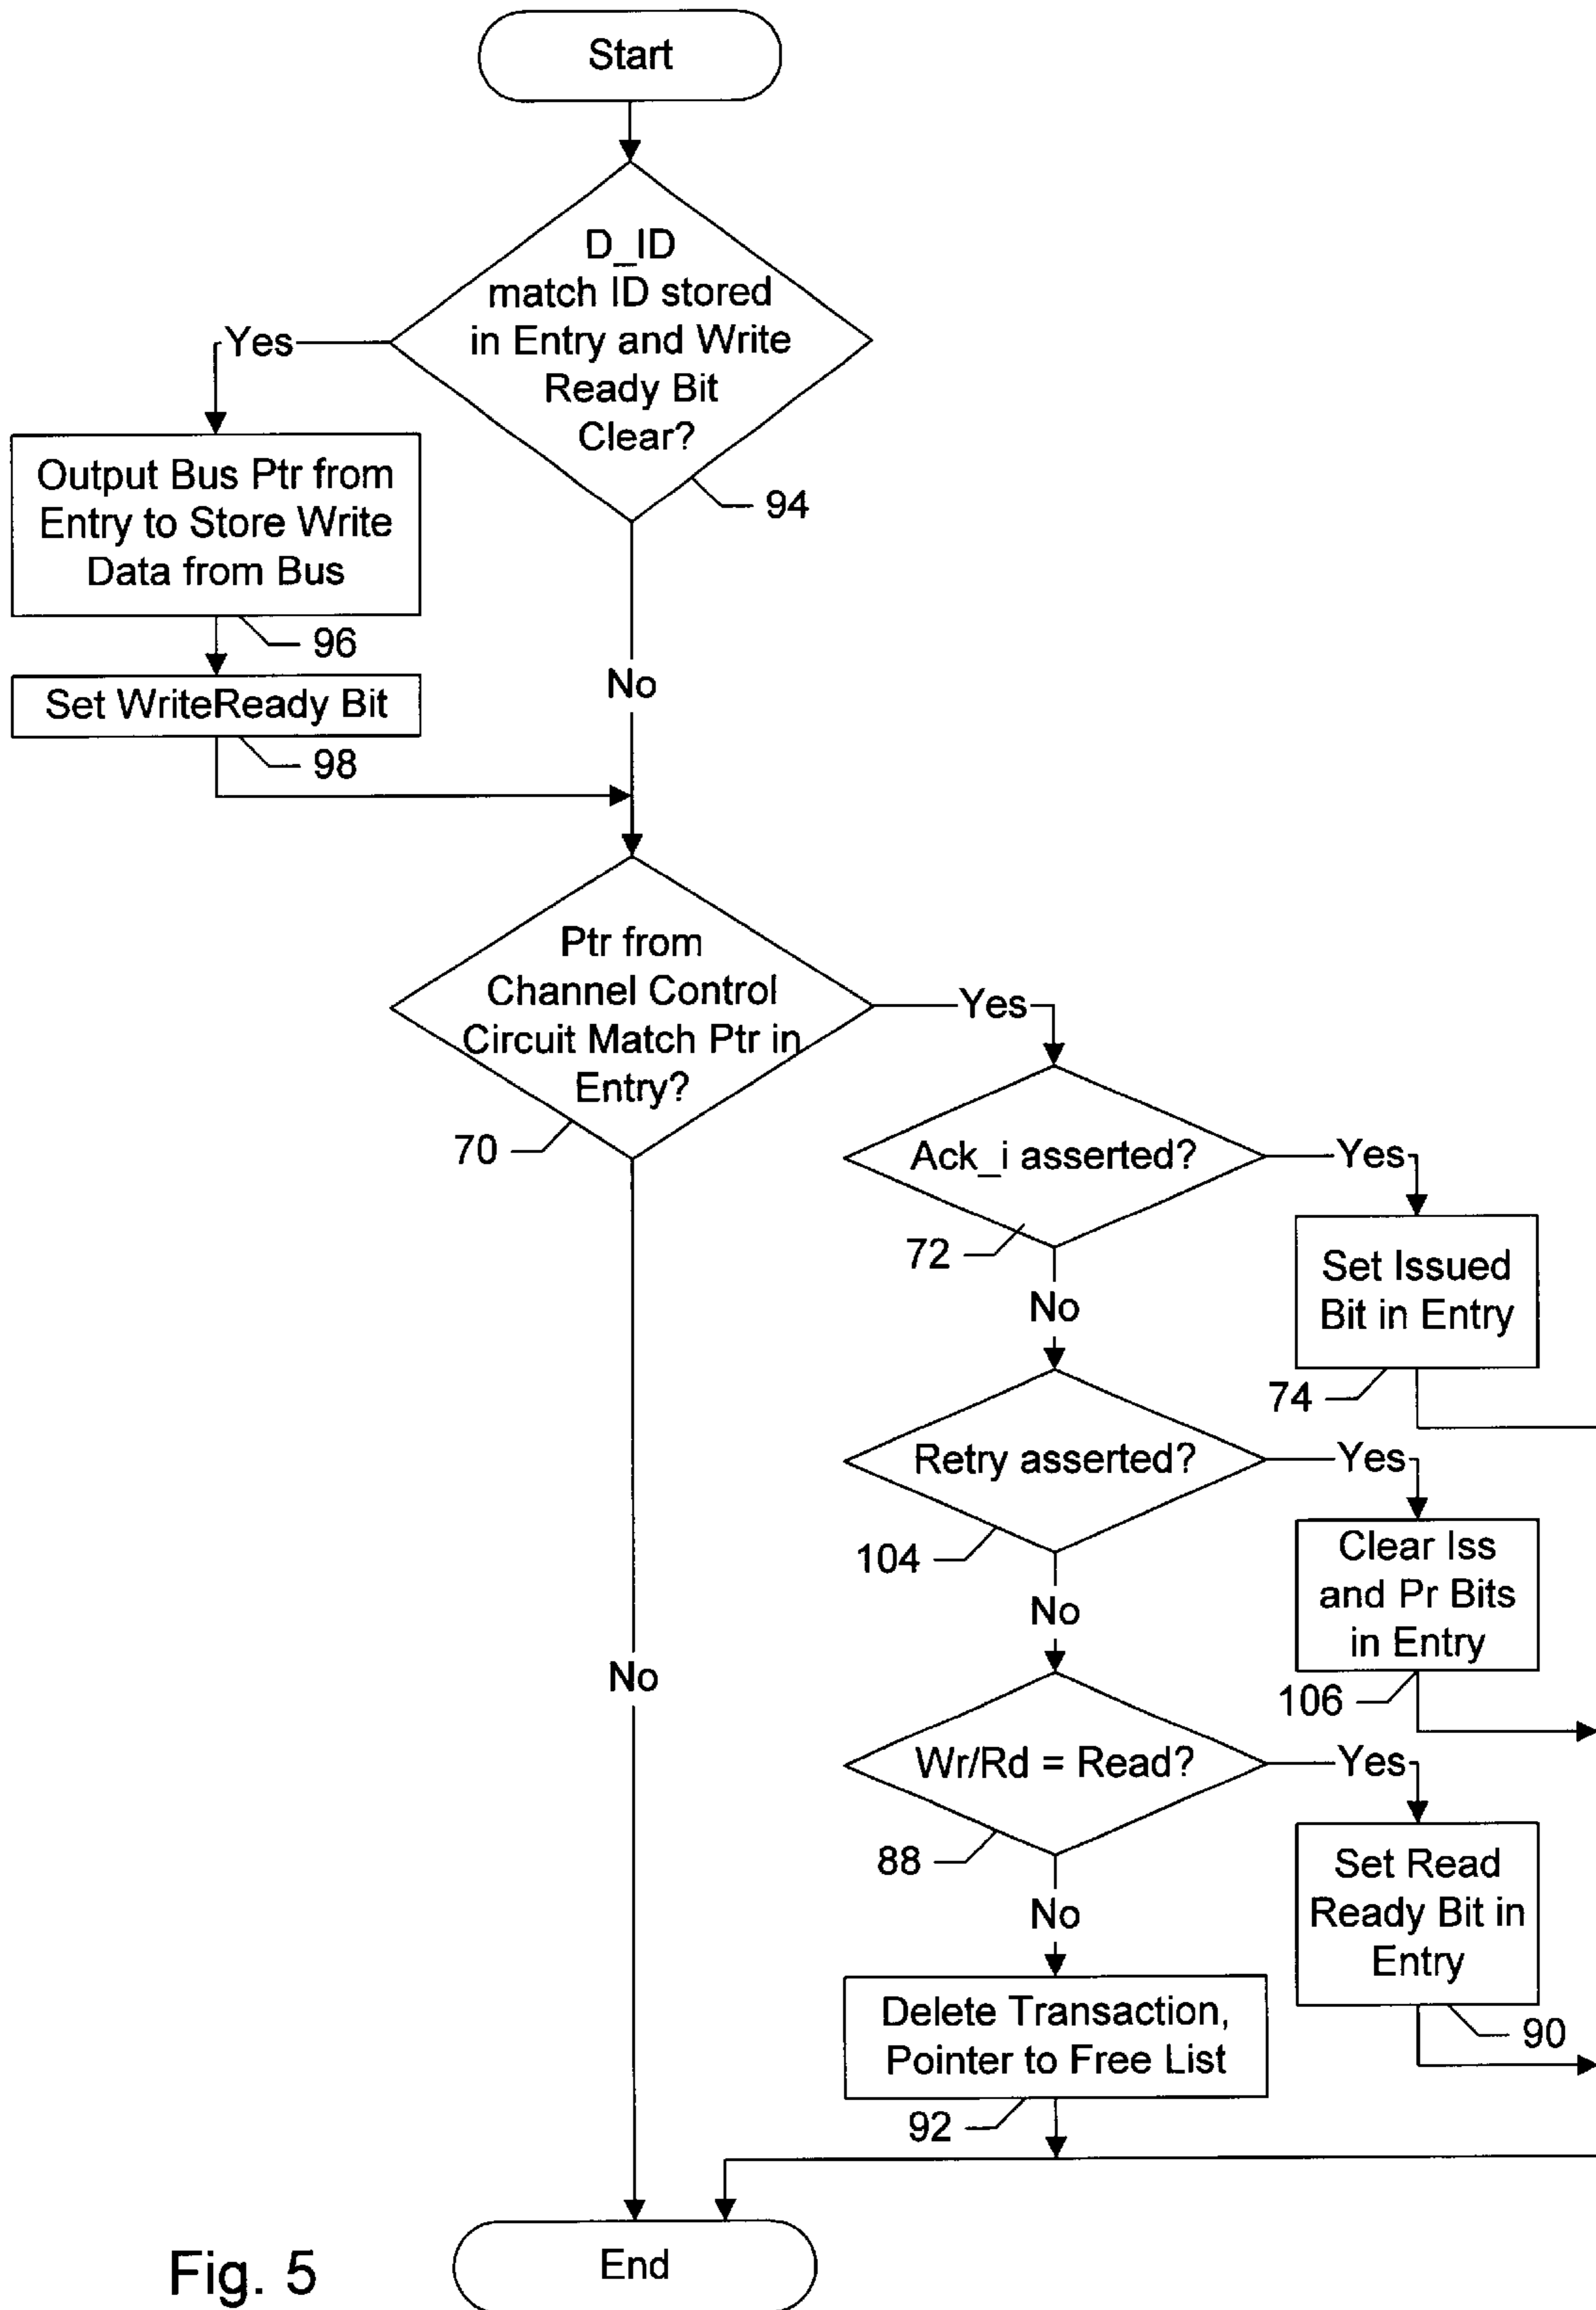 Start
D_ID
match ID stored
in Entry and Write
Ready Bit
Clear?
Yes
94
Output Bus Ptr from
Entry to Store Write
Data from Bus
96
No
Set WriteReady Bit
98
Ptr from
Channel Control
Circuit Match Ptr in
Entry?
Yes
70
Ack_i asserted?
Yes
72
No
Set Issued
Bit in Entry
74
Retry asserted?
Yes
104
No
Clear Iss
and Pr Bits
in Entry
106
No
Wr/Rd = Read?
Yes
88
No
Set Read
Ready Bit in
Entry
90
Delete Transaction,
Pointer to Free List
92
End
Fig. 5